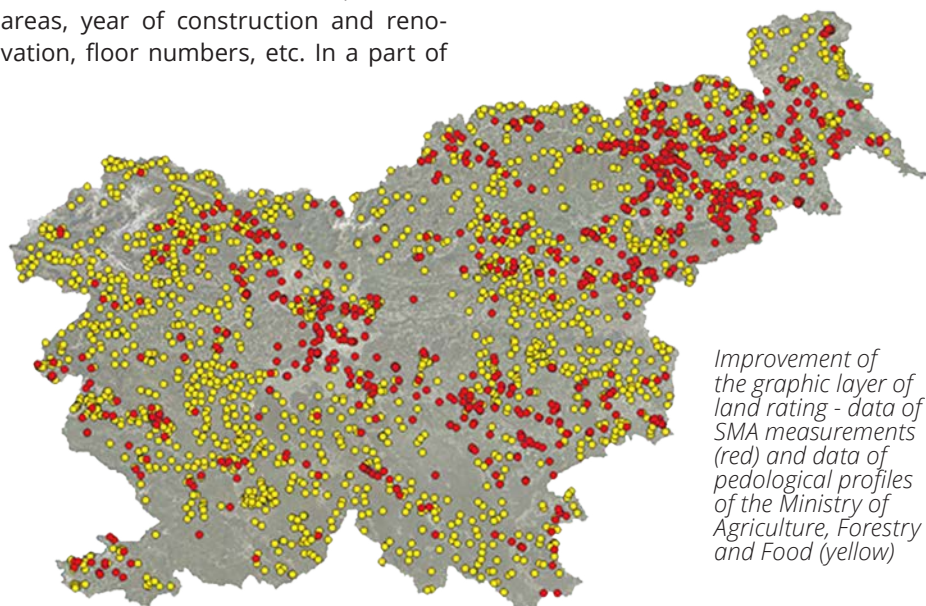 areas, year of construction and reno-
vation, floor numbers, etc. In a part of
Improvement of
the graphic layer of
land rating - data of
SMA measurements
(red) and data of
pedological profiles
of the Ministry of
Agriculture, Forestry
and Food (yellow)